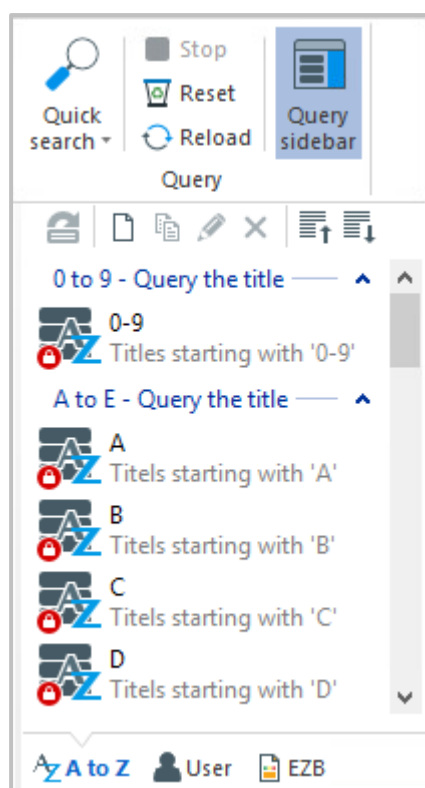 Quick
search
Stop
Reset
Reload
Query
sidebar
Query
0 to 9 - Query the title
0-9
Titles starting with '0-9'
A to E - Query the title
A
Titels starting with 'A'
B
Titels starting with 'B'
C
Titels starting with 'C'
D
Titels starting with 'D'
A to Z User EZB